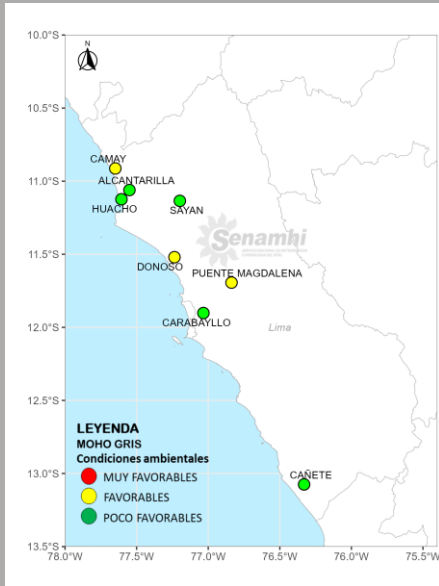 10.0°S
N
10.5°S
CAMAY
11.0°S
ALCANTARILLA
HUACHO
SAYAN
Senamhi
11.5°S
DONOSO
PUENTE MAGDALENA
12.0°S
CARABAYLLO
Lima
12.5°S
LEYENDA
MOHO GRIS
Condiciones ambientales
MUY FAVORABLES
FAVORABLES
POCO FAVORABLES
CAÑETE
13.0°S
13.5°S
78.0°W 77.5°W 77.0°W 76.5°W 76.0°W 75.5°W